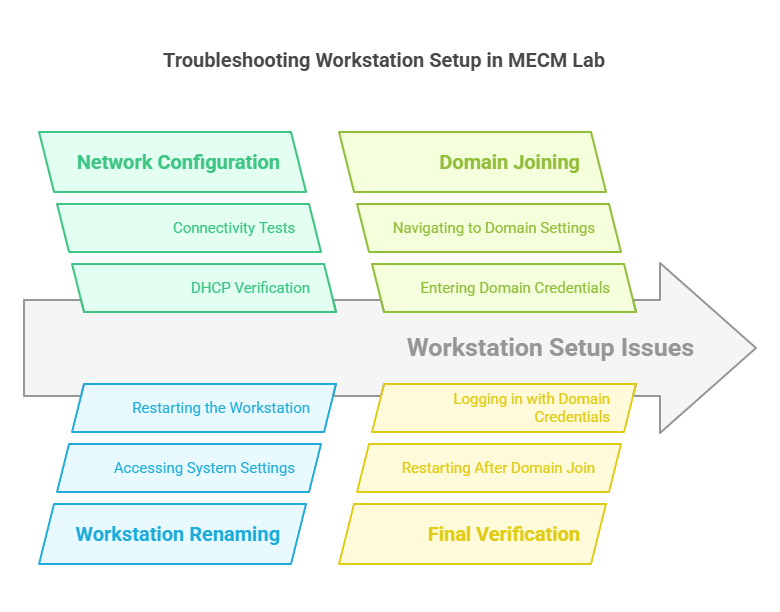 Troubleshooting Workstation Setup in MECM Lab
Network Configuration
Connectivity Tests
DHCP Verification
Domain Joining
Navigating to Domain Settings
Entering Domain Credentials
Workstation Setup Issues
Restarting the Workstation
Accessing System Settings
Workstation Renaming
Logging in with Domain
Credentials
Restarting After Domain Join
Final Verification